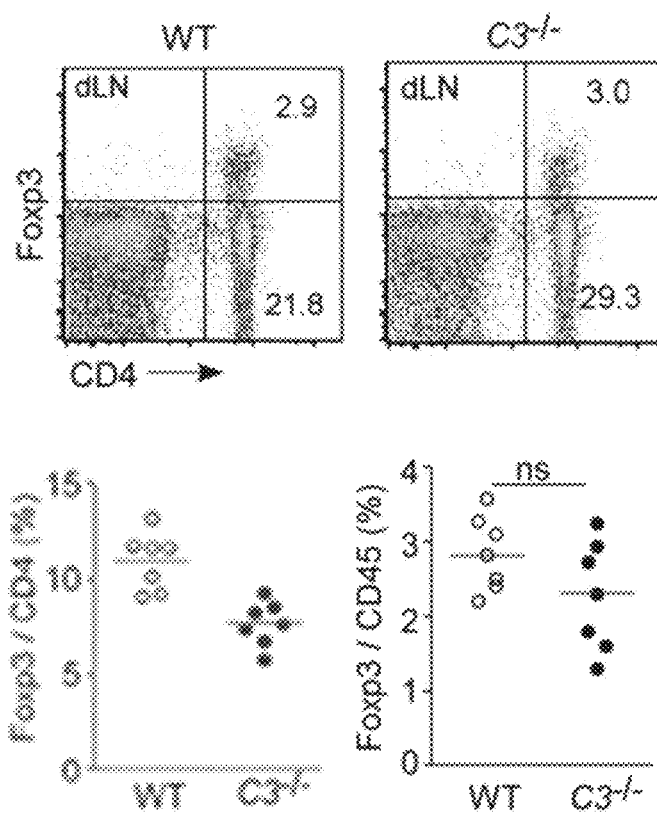 WT C3-/-
dLN 2.9 dLN 3.0
Foxp3
21.8 29.3
CD4
Foxp3 / CD4 (%)
15
10
5
0
WT C3-/-
Foxp3 / CD45 (%)
4
3
2
1
0
ns
WT C3-/-